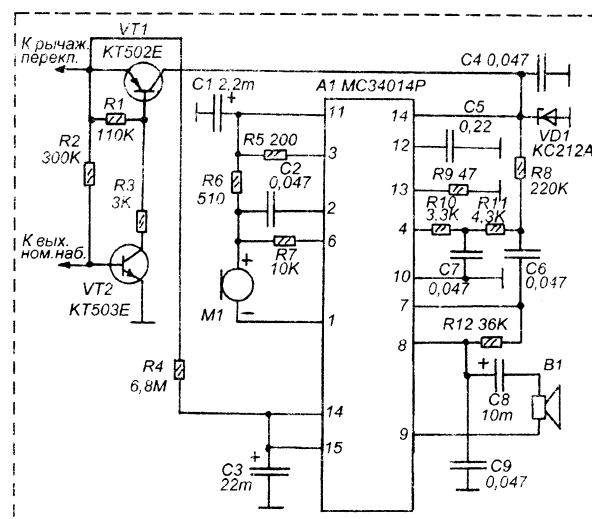 VT1
К рычаж.
перекл.
КТ502Е
C1 2,2m
+
A1 MC34014P
C4 0,047
R1
110K
R2
300K
R3
3K
К вых.
ном.наб.
VT2
КТ503Е
R4
6,8M
C3
22m
+
R5 200
C2
0,047
R6
510
R7
10K
+
M1
−
11
3
2
6
1
14
15
14
12
13
4
10
7
8
9
C5
0,22
VD1
КС212А
R9 47
R8
220K
R10
3.3K
R11
4.3K
C7
0,047
C6
0,047
R12 36K
+
C8
10m
B1
C9
0,047